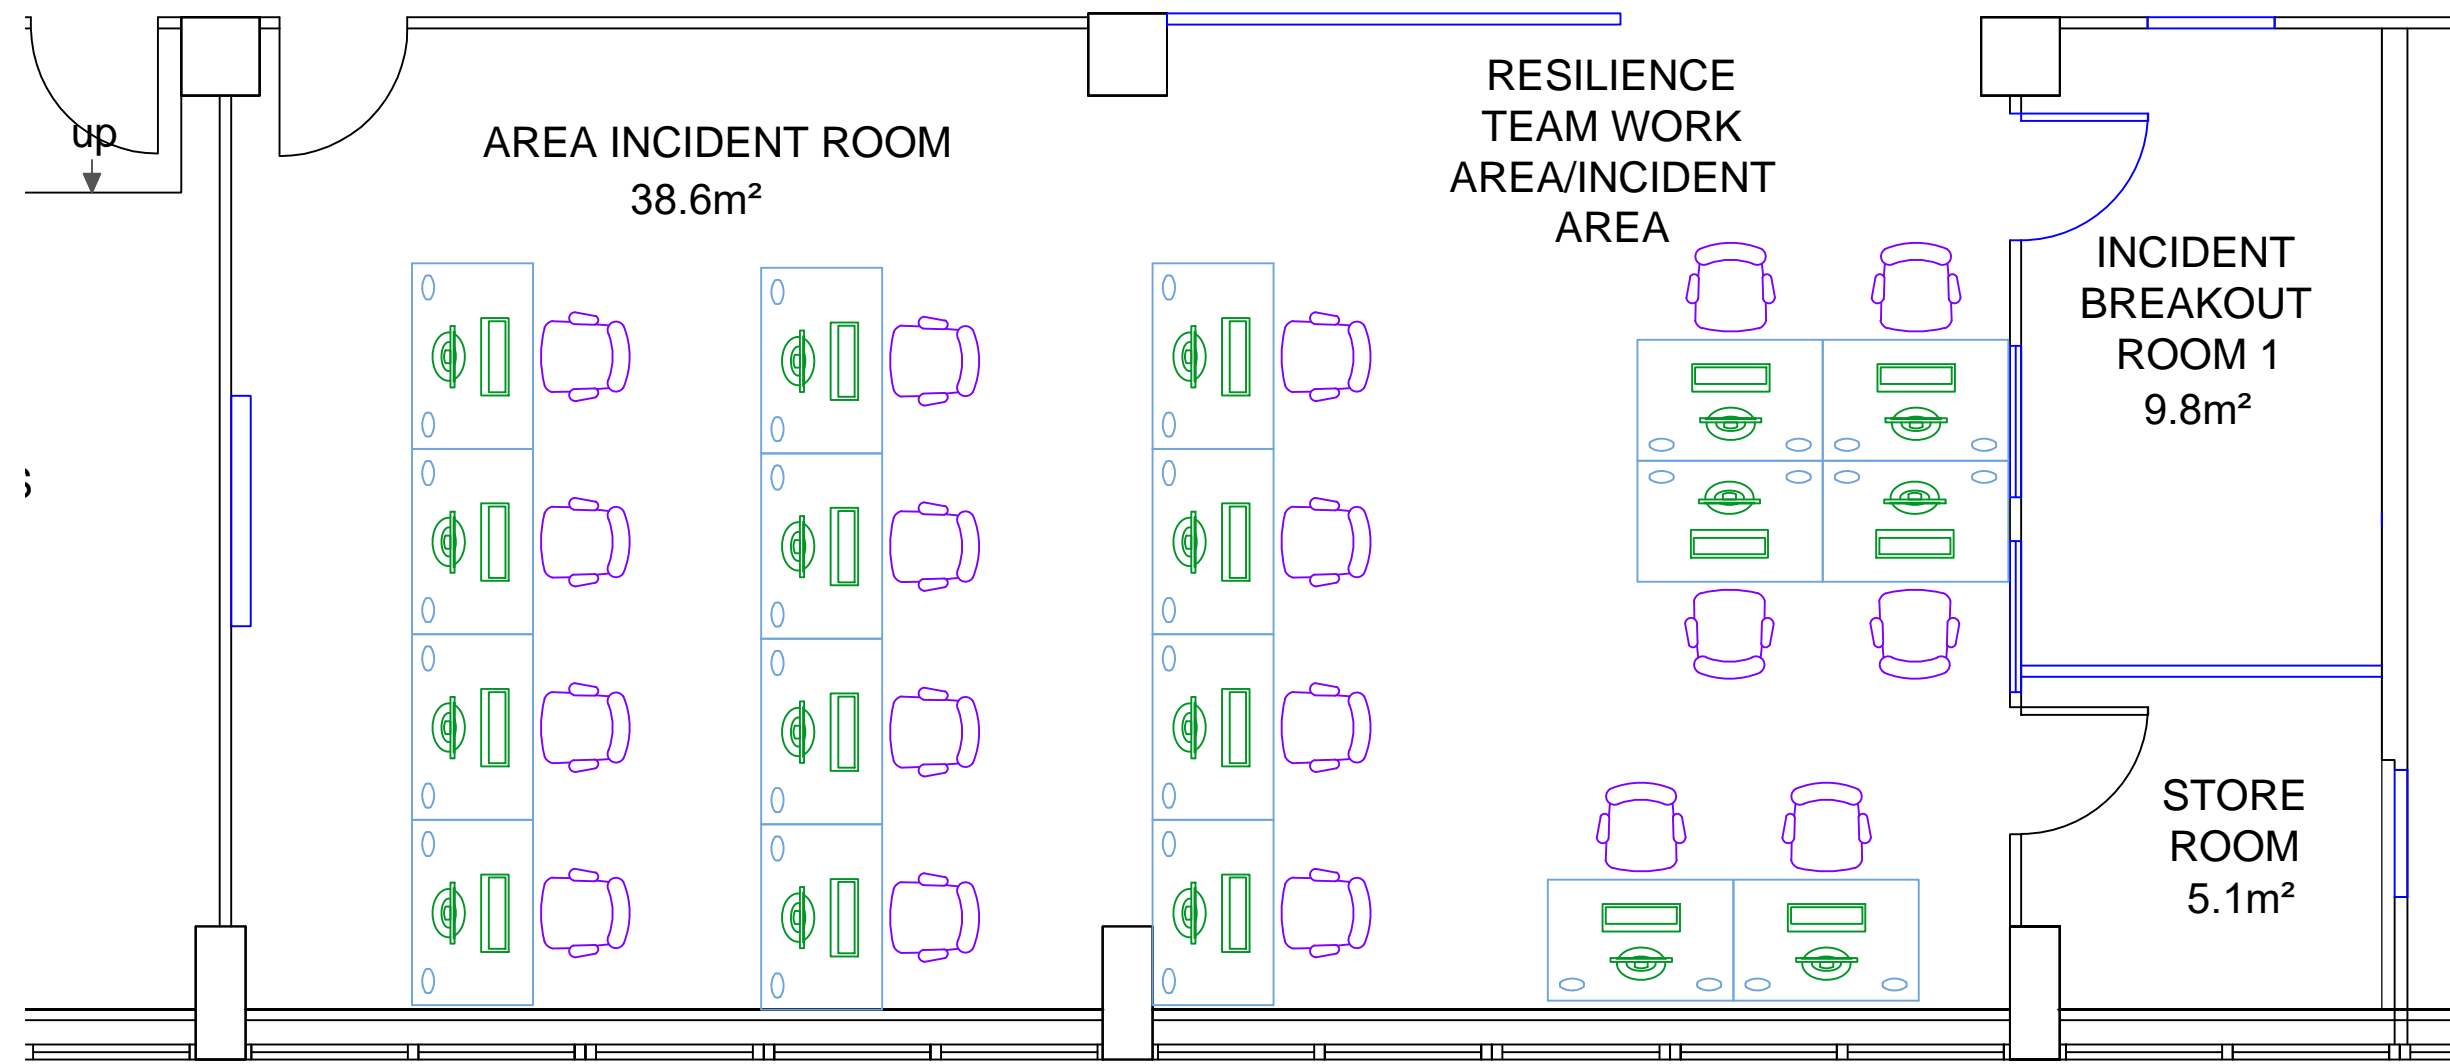 up
AREA INCIDENT ROOM
38.6m²
RESILIENCE
TEAM WORK
AREA/INCIDENT
AREA
INCIDENT
BREAKOUT
ROOM 1
9.8m²
STORE
ROOM
5.1m²